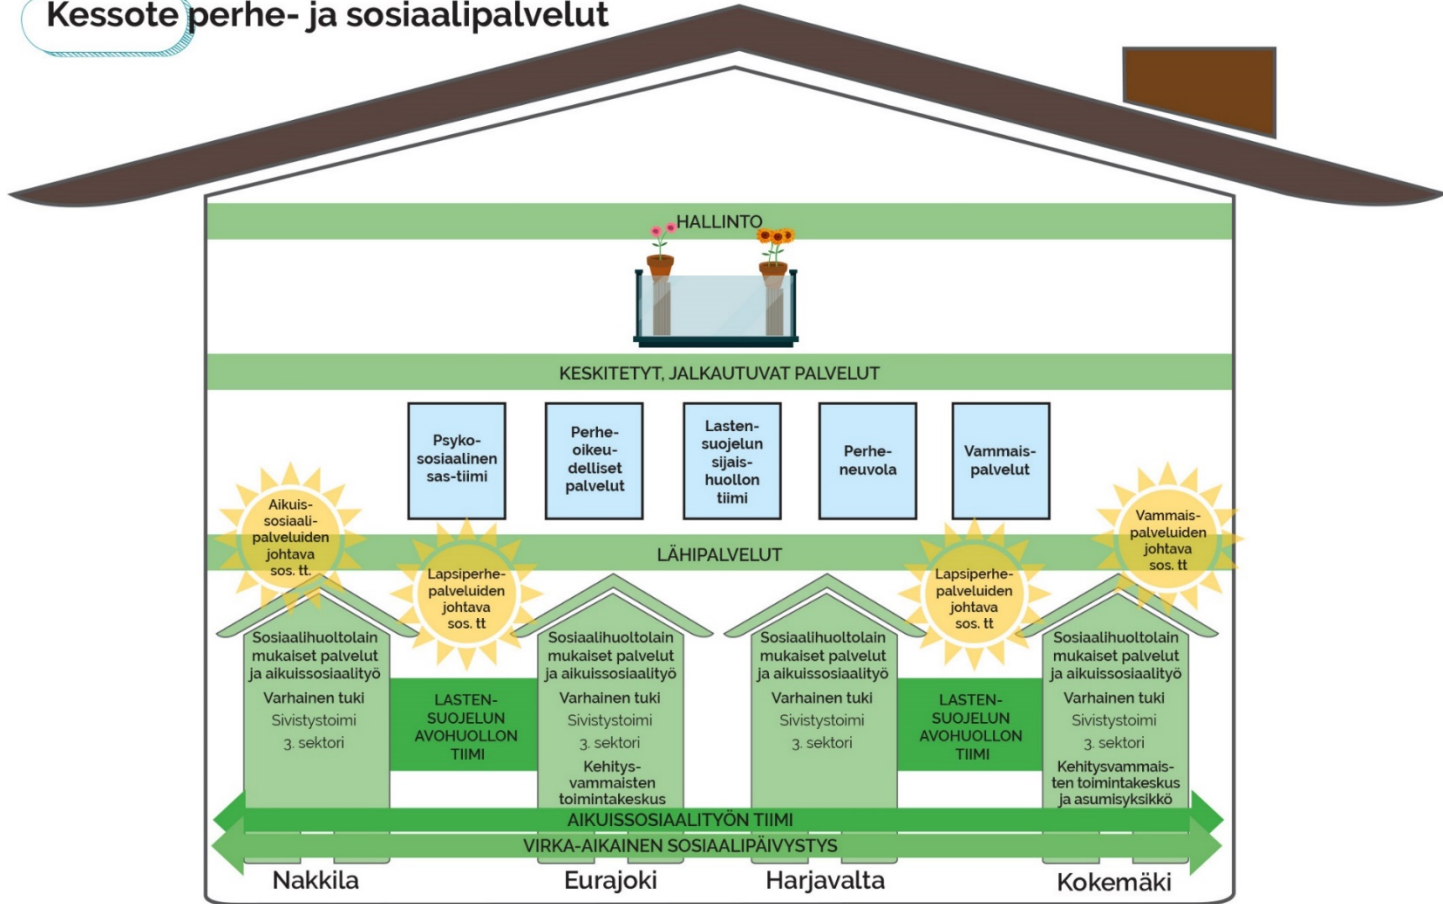 Kessote perhe- ja sosiaalipalvelut
HALLINTO
KESKITETYT, JALKAUTUVAT PALVELUT
Psyko-
sosiaalinen
sas-tiimi
Perhe-
oikeu-
delliset
palvelut
Lasten-
suojelun
sijais-
huollon
tiimi
Perhe-
neuvola
Vammais-
palvelut
Aikuis-
sosiaali-
palveluiden
johtava
sos. tt.
Lapsiperhe-
palveluiden
johtava
sos. tt
LÄHIPALVELUT
Lapsiperhe-
palveluiden
johtava
sos. tt
Vammais-
palveluiden
johtava
sos. tt
Sosiaalihuoltolain
mukaiset palvelut
ja aikuissosiaalityö
Varhainen tuki
Sivistystoimi
3. sektori
LASTEN-
SUOJELUN
AVOHUOLLON
TIIMI
Sosiaalihuoltolain
mukaiset palvelut
ja aikuissosiaalityö
Varhainen tuki
Sivistystoimi
3. sektori
Kehitys-
vammaisten
toimintakeskus
Sosiaalihuoltolain
mukaiset palvelut
ja aikuissosiaalityö
Varhainen tuki
Sivistystoimi
3. sektori
LASTEN-
SUOJELUN
AVOHUOLLON
TIIMI
Sosiaalihuoltolain
mukaiset palvelut
ja aikuissosiaalityö
Varhainen tuki
Sivistystoimi
3. sektori
Kehitysvammais-
ten toimintakeskus
ja asumisyksikkö
AIKUISSOSIAALITYÖN TIIMI
VIRKA-AIKAINEN SOSIAALIPÄIVYSTYS
Nakkila
Eurajoki
Harjavalta
Kokemäki